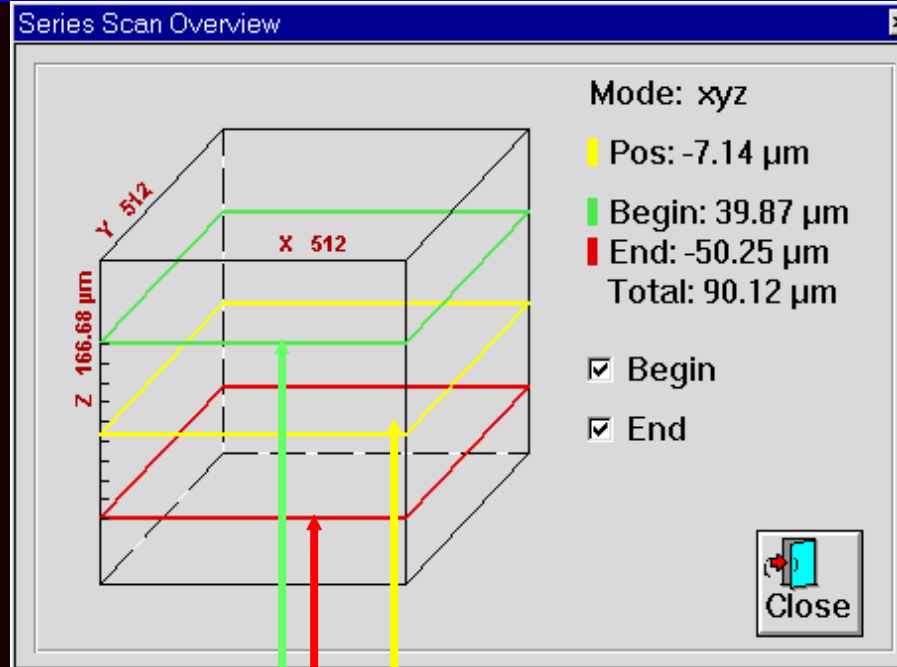 Series Scan Overview
Mode: xyz
Pos: -7.14 µm
Begin: 39.87 µm
End: -50.25 µm
Total: 90.12 µm
Y 512
X 512
Z 166.68 µm
Begin
End
Close